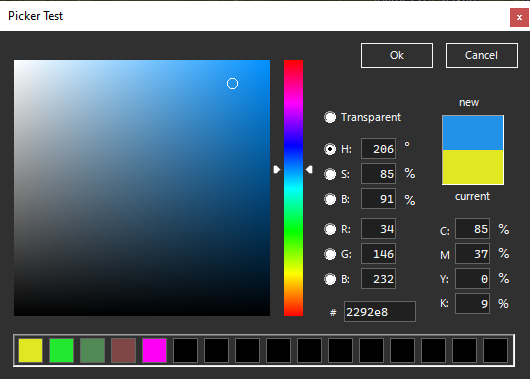 Picker Test
x
Ok Cancel
new
Transparent
H: 206 °
S: 85 %
B: 91 %
current
R: 34
G: 146
B: 232
C: 85 %
M 37 %
Y: 0 %
K: 9 %
# 2292e8